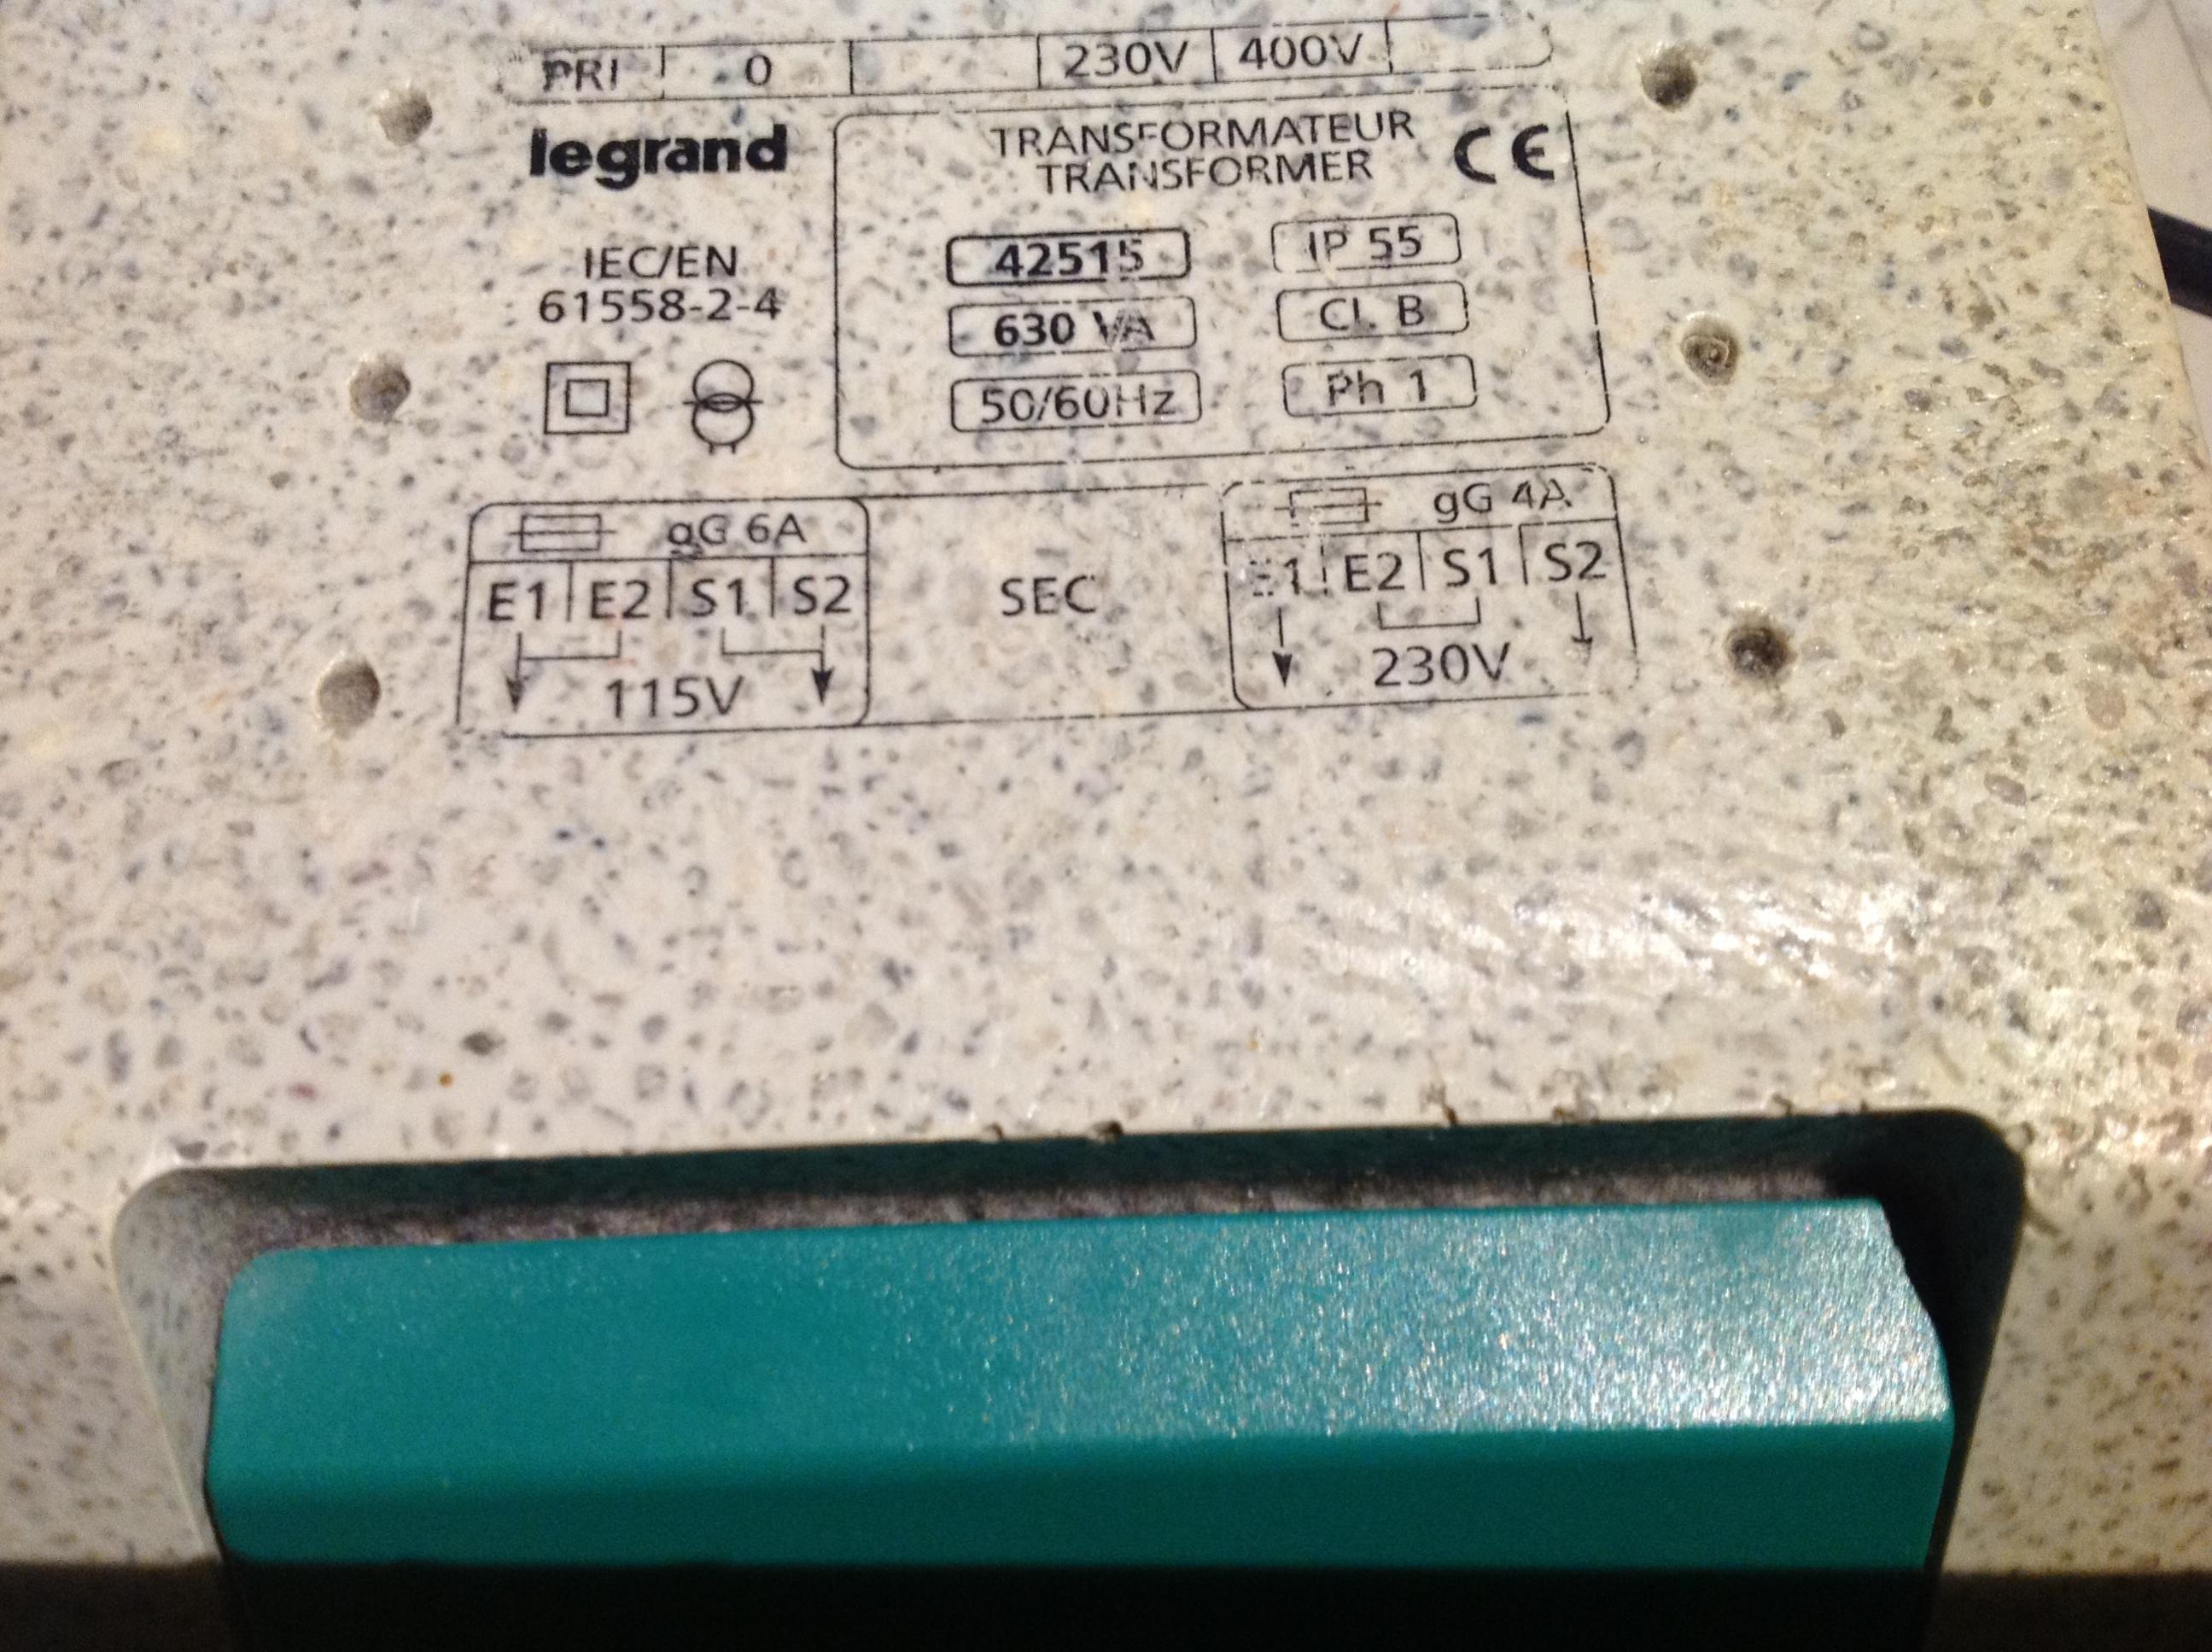 PRI 0 230V 400V
legrand
TRANSFORMATEUR
TRANSFORMER
CE
IEC/EN
61558-2-4
42515 IP 55
630 VA Cl. B
50/60Hz Ph 1
gG 6A
E1 E2 S1 S2
115V
SEC
gG 4A
E1 E2 S1 S2
230V